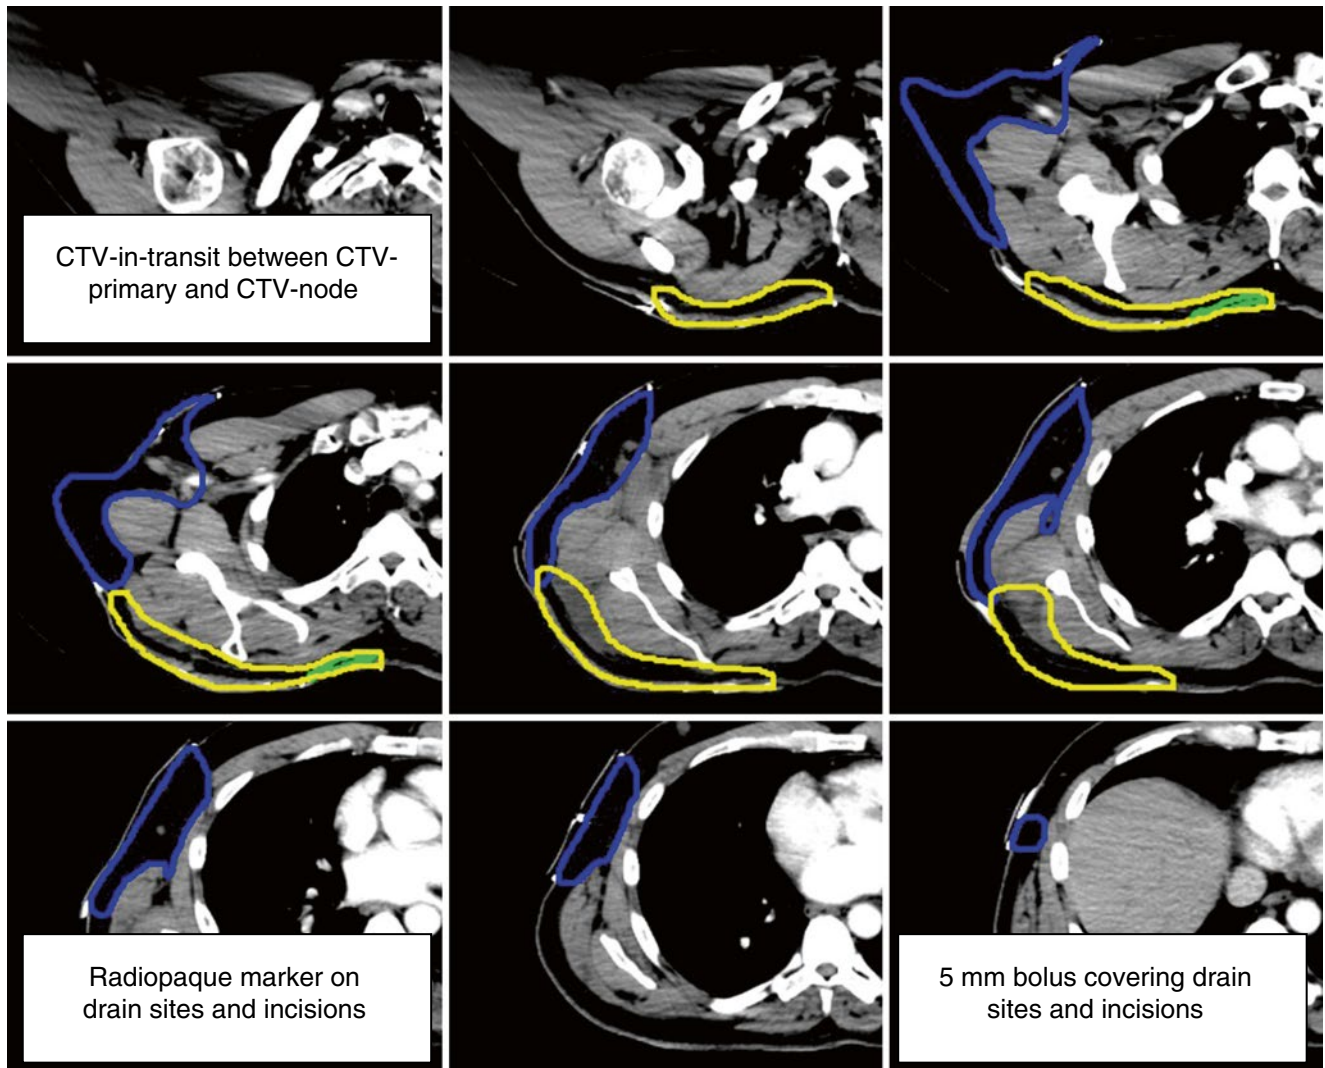 CTV-in-transit between CTV-
primary and CTV-node
Radiopaque marker on
drain sites and incisions
5 mm bolus covering drain
sites and incisions